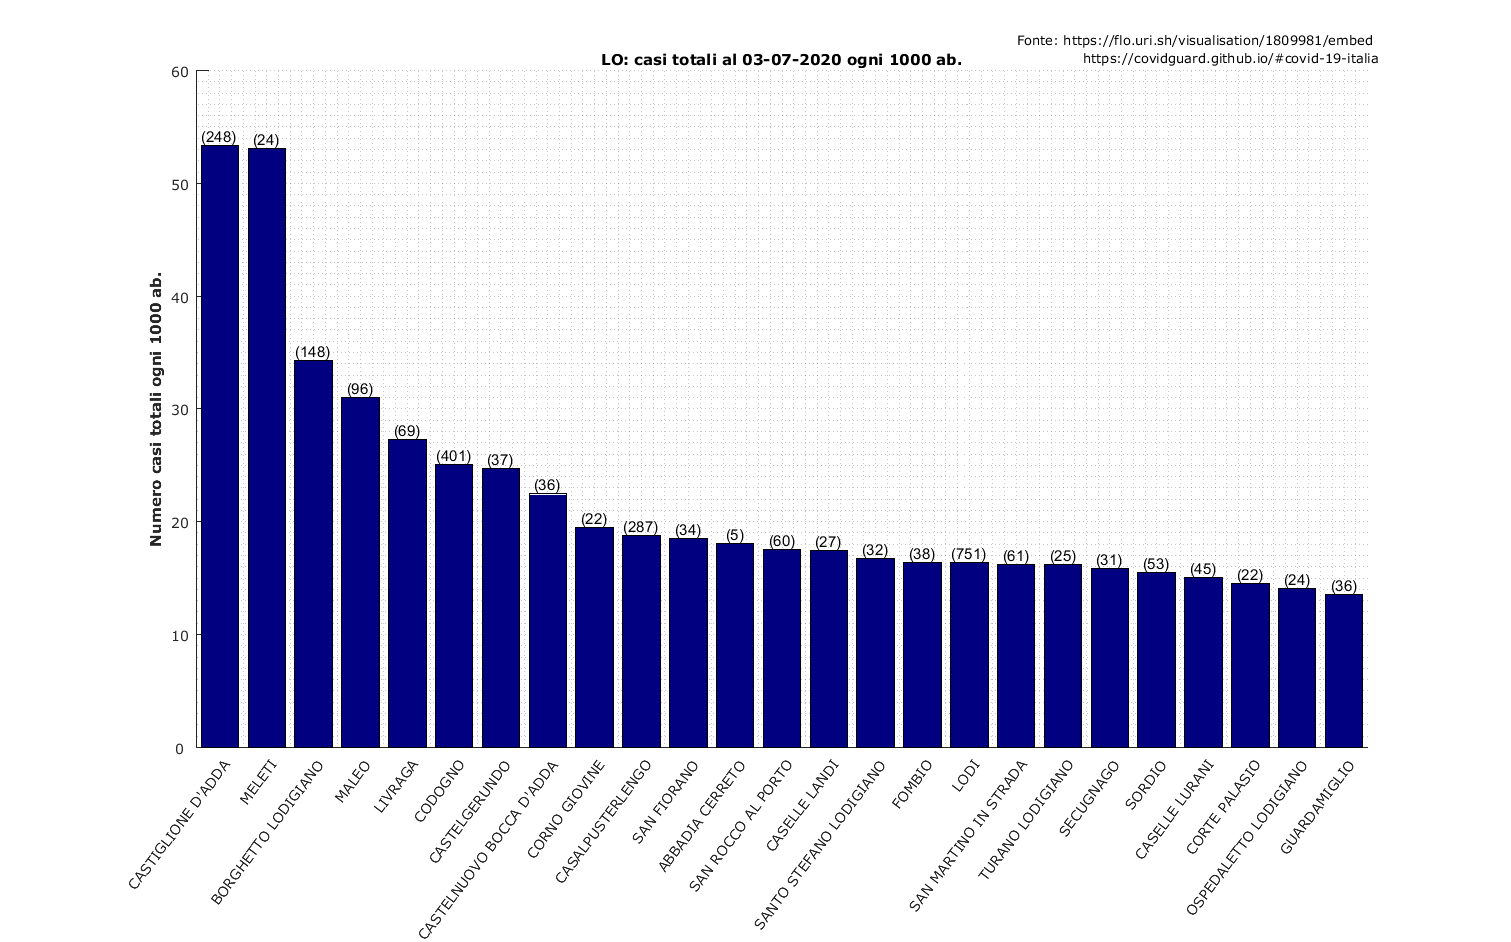 Fonte: https://flo.uri.sh/visualisation/1809981/embed
https://covidguard.github.io/#covid-19-italia
LO: casi totali al 03-07-2020 ogni 1000 ab.
Numero casi totali ogni 1000 ab.
60
50
40
30
20
10
0
(248)
(24)
(148)
(96)
(69)
(401)
(37)
(36)
(22)
(287)
(34)
(5)
(60)
(27)
(32)
(38)
(751)
(61)
(25)
(31)
(53)
(45)
(22)
(24)
(36)
CASTIGLIONE D'ADDA
MELETI
BORGHETTO LODIGIANO
MALEO
LIVRAGA
CODOGNO
CASTELGERUNDO
CASTELNUOVO BOCCA D'ADDA
CORNO GIOVINE
CASALPUSTERLENGO
SAN FIORANO
ABBADIA CERRETO
SAN ROCCO AL PORTO
CASELLE LANDI
SANTO STEFANO LODIGIANO
FOMBIO
LODI
SAN MARTINO IN STRADA
TURANO LODIGIANO
SECUGNAGO
SORDIO
CASELLE LURANI
CORTE PALASIO
OSPEDALETTO LODIGIANO
GUARDAMIGLIO